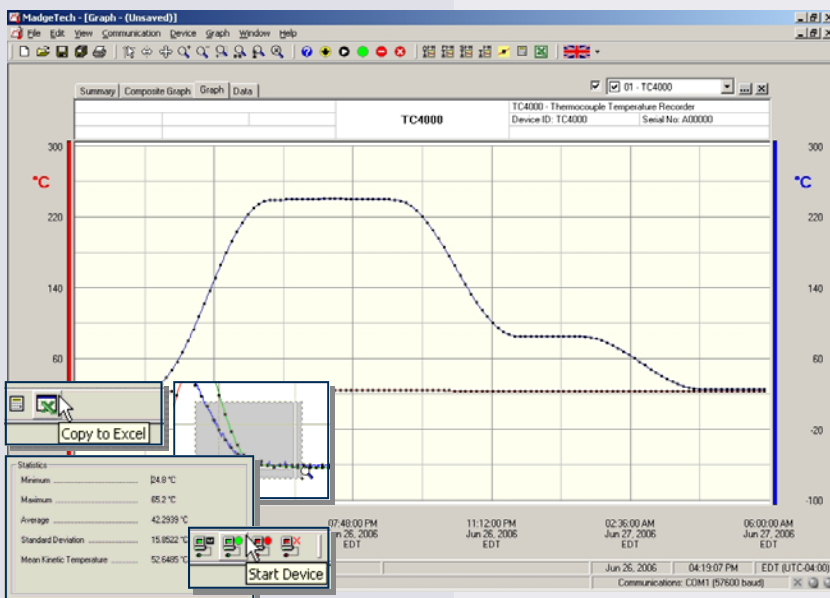 MadgeTech - [Graph - (Unsaved)]
File Edit View Communication Device Graph Window Help
Summary Composite Graph Graph Data
01 - TC4000
TC4000
TC4000 - Thermocouple Temperature Recorder
Device ID: TC4000 Serial No: A00000
300 300
°C °C
220 220
140 140
60 60
-20
-100
Copy to Excel
Statistics
Minimum 24.8 °C
Maximum 65.2 °C
Average 42.2939 °C
Standard Deviation 15.8522 °C
Mean Kinetic Temperature 52.6485 °C
Start Device
07:48:00 PM 11:12:00 PM 02:36:00 AM 06:00:00 AM
26, 2006 Jun 26, 2006 Jun 27, 2006 Jun 27, 2006
EDT EDT EDT EDT
Jun 26, 2006 04:19:07 PM EDT (UTC-04:00)
Communications: COM1 (57600 baud)